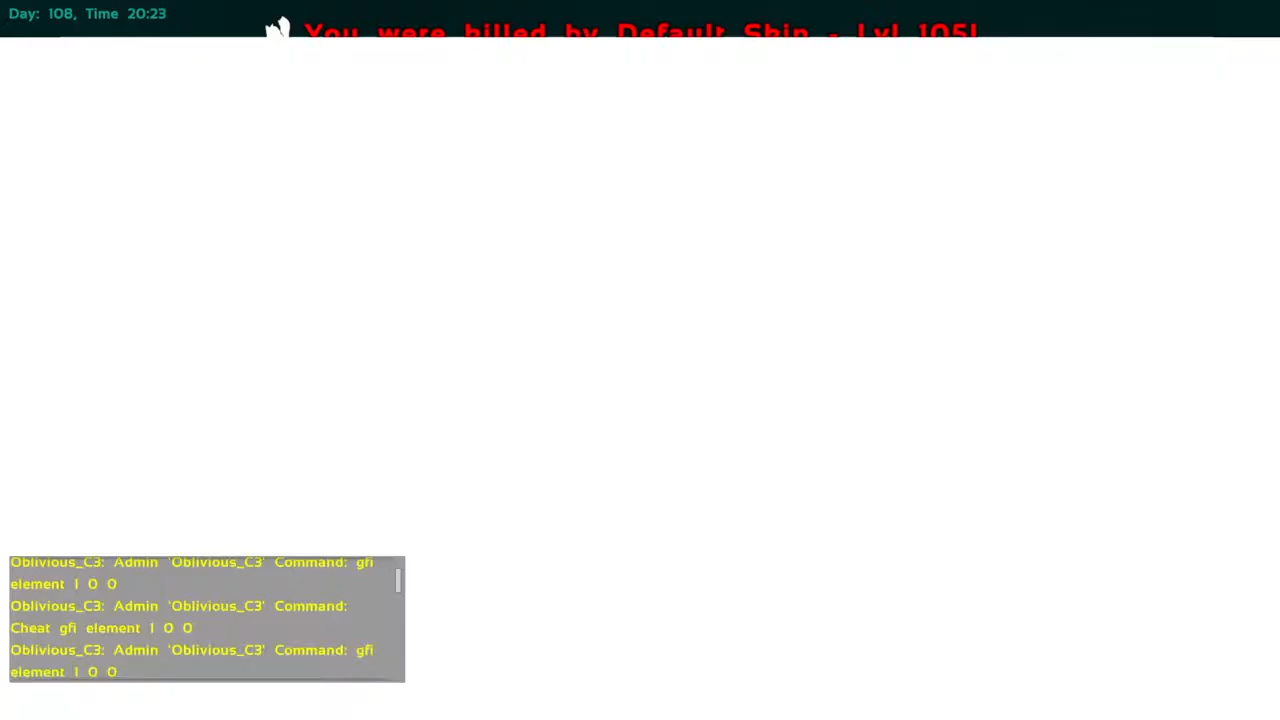 Day: 108, Time 20:23
You were killed by Default Ship - Lvl 105!
Oblivious_C3: Admin 'Oblivious_C3' Command: gfi
element 1 0 0
Oblivious_C3: Admin 'Oblivious_C3' Command:
Cheat gfi element 1 0 0
Oblivious_C3: Admin 'Oblivious_C3' Command: gfi
element 1 0 0